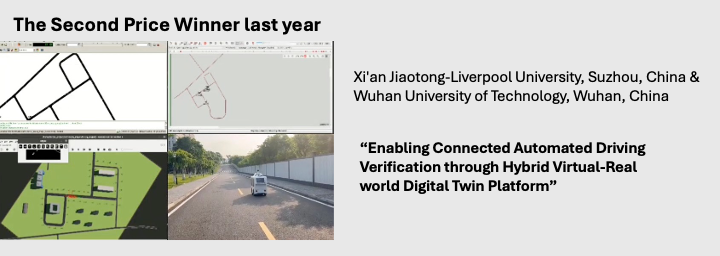 The Second Price Winner last year
Xi'an Jiaotong-Liverpool University, Suzhou, China &
Wuhan University of Technology, Wuhan, China
“Enabling Connected Automated Driving
Verification through Hybrid Virtual-Real
world Digital Twin Platform”